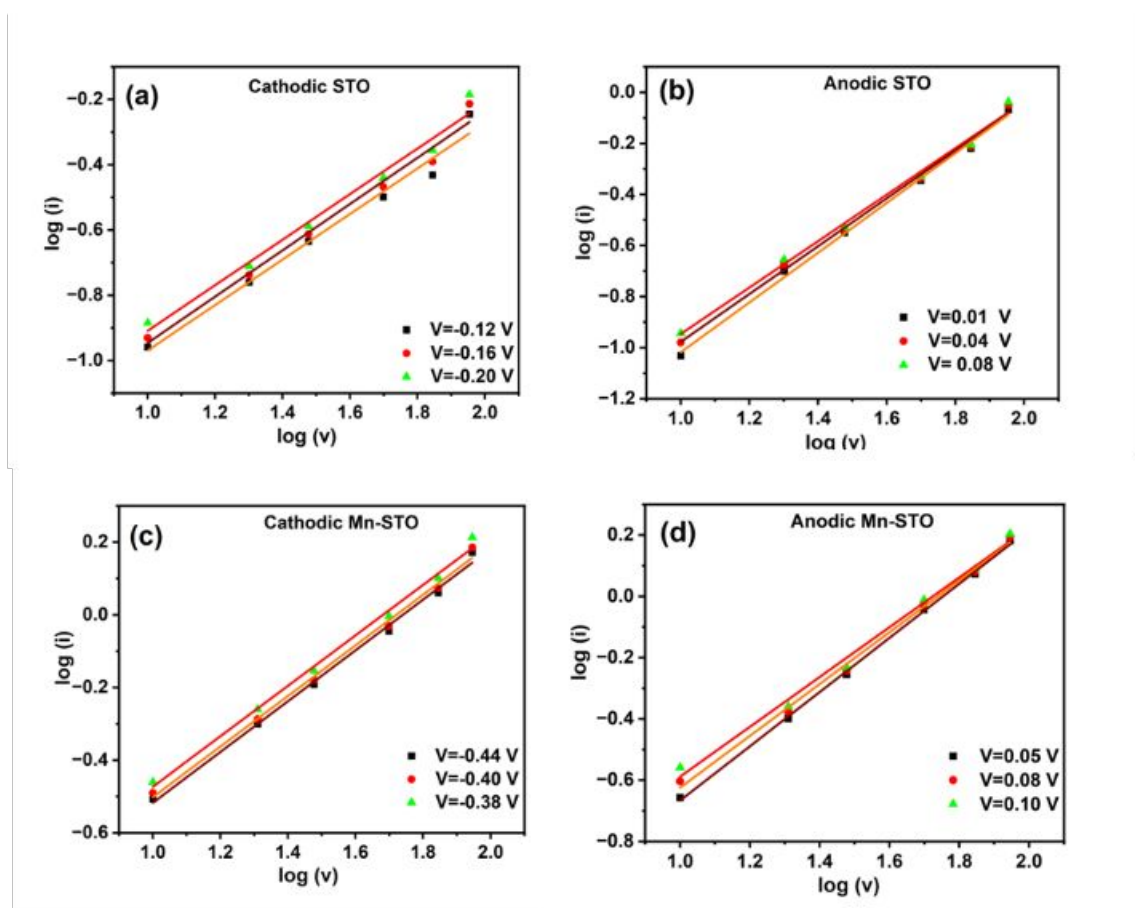 (a) Cathodic STO
−0.2
−0.4
−0.6
−0.8
−1.0
log (i)
V=-0.12 V
V=-0.16 V
V=-0.20 V
1.0 1.2 1.4 1.6 1.8 2.0
log (v)
(b) Anodic STO
0.0
−0.2
−0.4
−0.6
−0.8
−1.0
−1.2
log (i)
V=0.01 V
V=0.04 V
V= 0.08 V
1.0 1.2 1.4 1.6 1.8 2.0
log (v)
(c) Cathodic Mn-STO
0.2
0.0
−0.2
−0.4
−0.6
log (i)
V=-0.44 V
V=-0.40 V
V=-0.38 V
1.0 1.2 1.4 1.6 1.8 2.0
log (v)
(d) Anodic Mn-STO
0.2
0.0
−0.2
−0.4
−0.6
−0.8
log (i)
V=0.05 V
V=0.08 V
V=0.10 V
1.0 1.2 1.4 1.6 1.8 2.0
log (v)